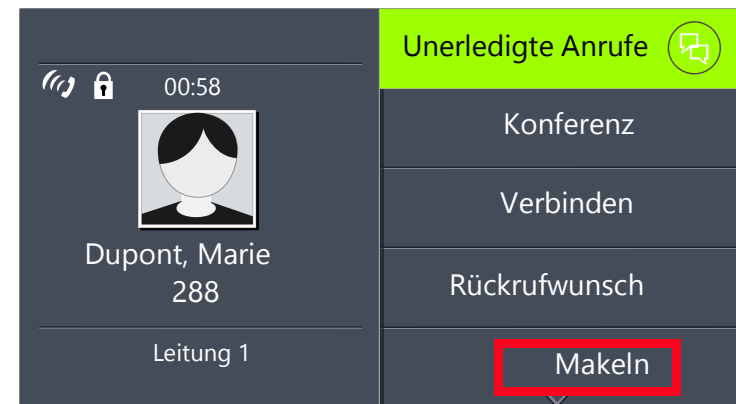 00:58
Dupont, Marie
288
Leitung 1
Unerledigte Anrufe
Konferenz
Verbinden
Rückrufwunsch
Makeln